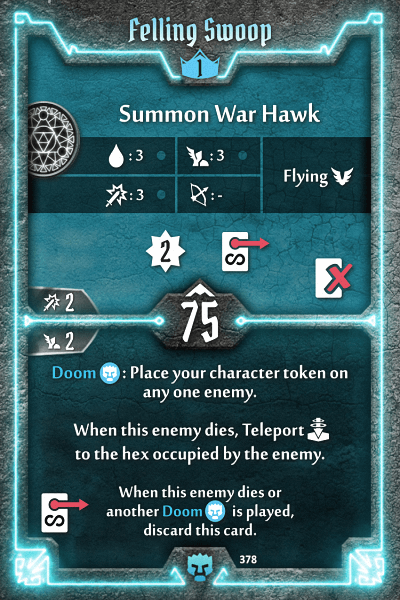 Felling Swoop
1
Summon War Hawk
: 3
: 3
Flying
: 3
: -
2
S
2
75
2
Doom : Place your character token on
any one enemy.
When this enemy dies, Teleport
to the hex occupied by the enemy.
S
When this enemy dies or
another Doom is played,
discard this card.
378